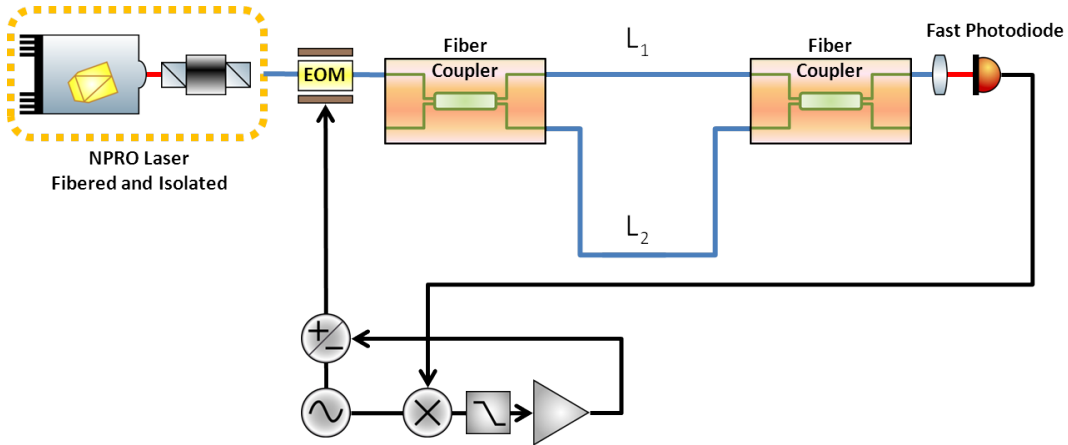 Fiber
Coupler
L1
Fiber
Coupler
Fast Photodiode
EOM
NPRO Laser
Fibered and Isolated
L2